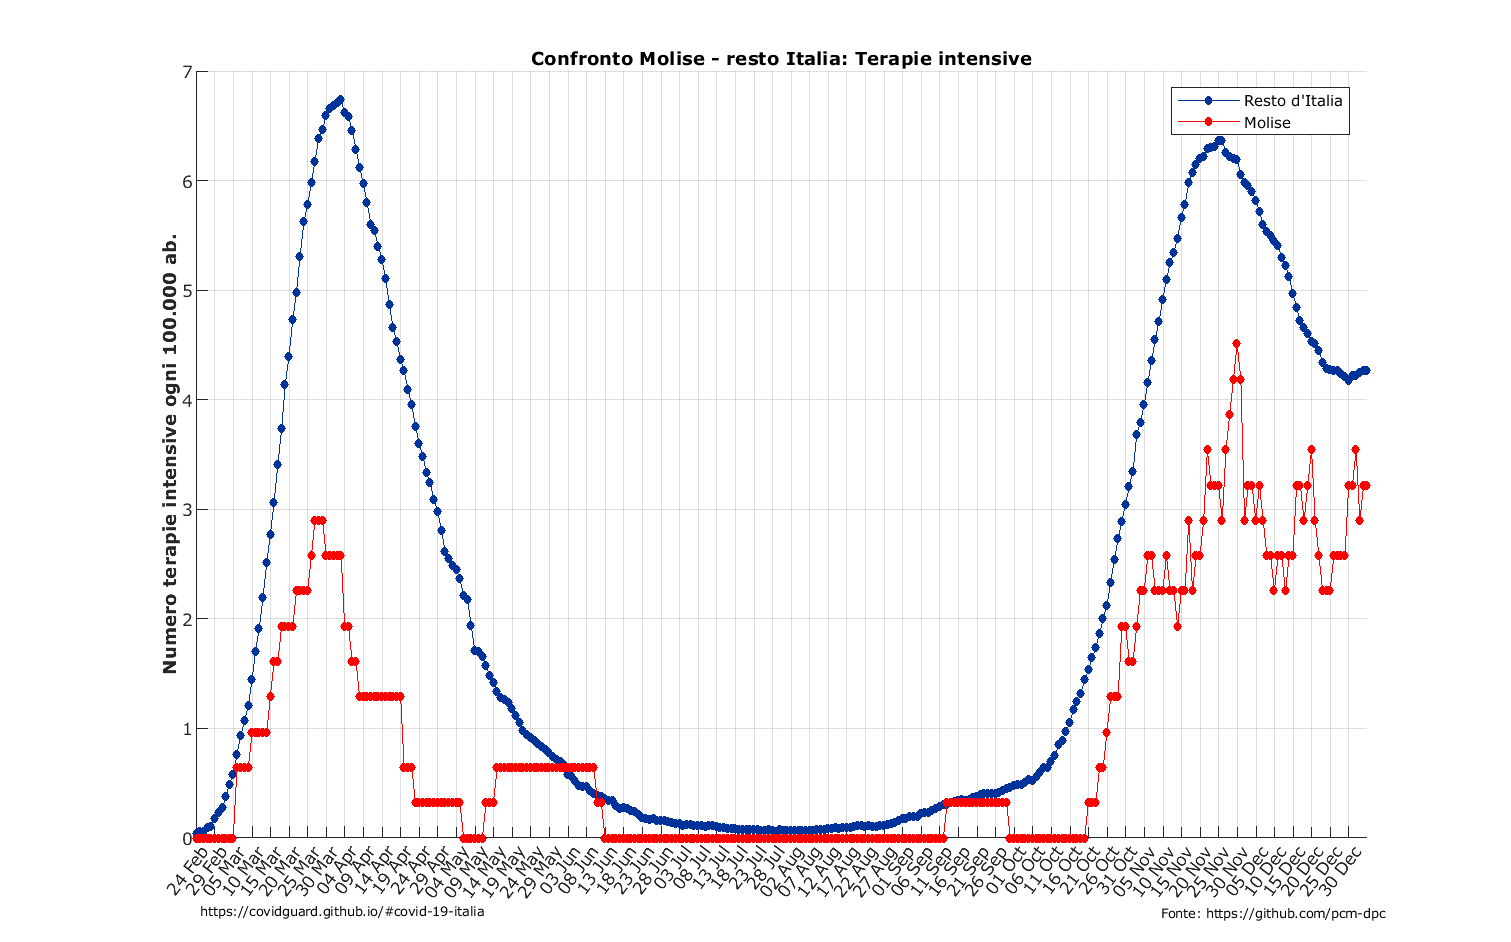 Confronto Molise - resto Italia: Terapie intensive
Resto d'Italia
Molise
Numero terapie intensive ogni 100.000 ab.
7
6
5
4
3
2
1
0
24 Feb
29 Feb
05 Mar
10 Mar
15 Mar
20 Mar
25 Mar
30 Mar
04 Apr
09 Apr
14 Apr
19 Apr
24 Apr
29 Apr
04 May
09 May
14 May
19 May
24 May
29 May
03 Jun
08 Jun
13 Jun
18 Jun
23 Jun
28 Jun
03 Jul
08 Jul
13 Jul
18 Jul
23 Jul
28 Jul
02 Aug
07 Aug
12 Aug
17 Aug
22 Aug
27 Aug
01 Sep
06 Sep
11 Sep
16 Sep
21 Sep
26 Sep
01 Oct
06 Oct
11 Oct
16 Oct
21 Oct
26 Oct
31 Oct
05 Nov
10 Nov
15 Nov
20 Nov
25 Nov
30 Nov
05 Dec
10 Dec
15 Dec
20 Dec
25 Dec
30 Dec
https://covidguard.github.io/#covid-19-italia
Fonte: https://github.com/pcm-dpc